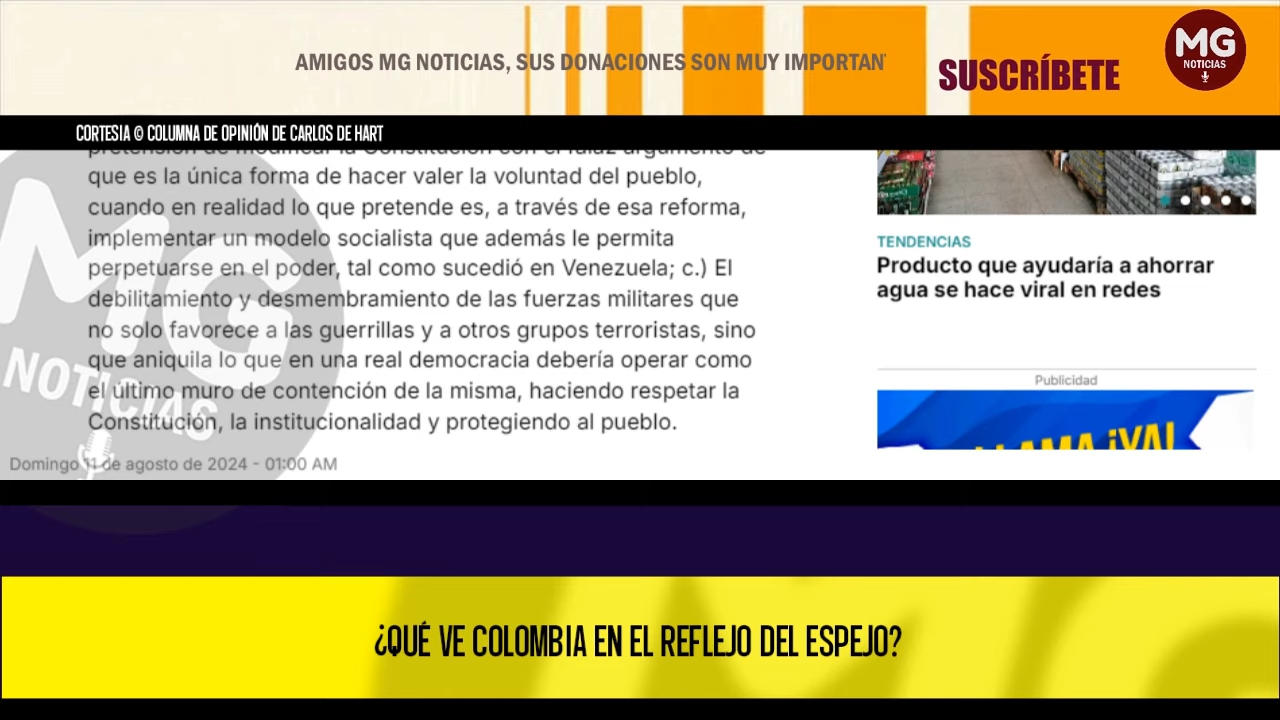 AMIGOS MG NOTICIAS, SUS DONACIONES SON MUY IMPORTAN
SUSCRÍBETE
MG
NOTICIAS
CORTESIA © COLUMNA DE OPINIÓN DE CARLOS DE HART
pretensión de modificar la Constitución con el falaz argumento de
que es la única forma de hacer valer la voluntad del pueblo,
cuando en realidad lo que pretende es, a través de esa reforma,
implementar un modelo socialista que además le permita
perpetuarse en el poder, tal como sucedió en Venezuela; c.) El
debilitamiento y desmembramiento de las fuerzas militares que
no solo favorece a las guerrillas y a otros grupos terroristas, sino
que aniquila lo que en una real democracia debería operar como
el último muro de contención de la misma, haciendo respetar la
Constitución, la institucionalidad y protegiendo al pueblo.
MG
NOTICIAS
Domingo 11 de agosto de 2024 - 01:00 AM
TENDENCIAS
Producto que ayudaría a ahorrar
agua se hace viral en redes
Publicidad
LLAMA ¡YA!
¿QUÉ VE COLOMBIA EN EL REFLEJO DEL ESPEJO?